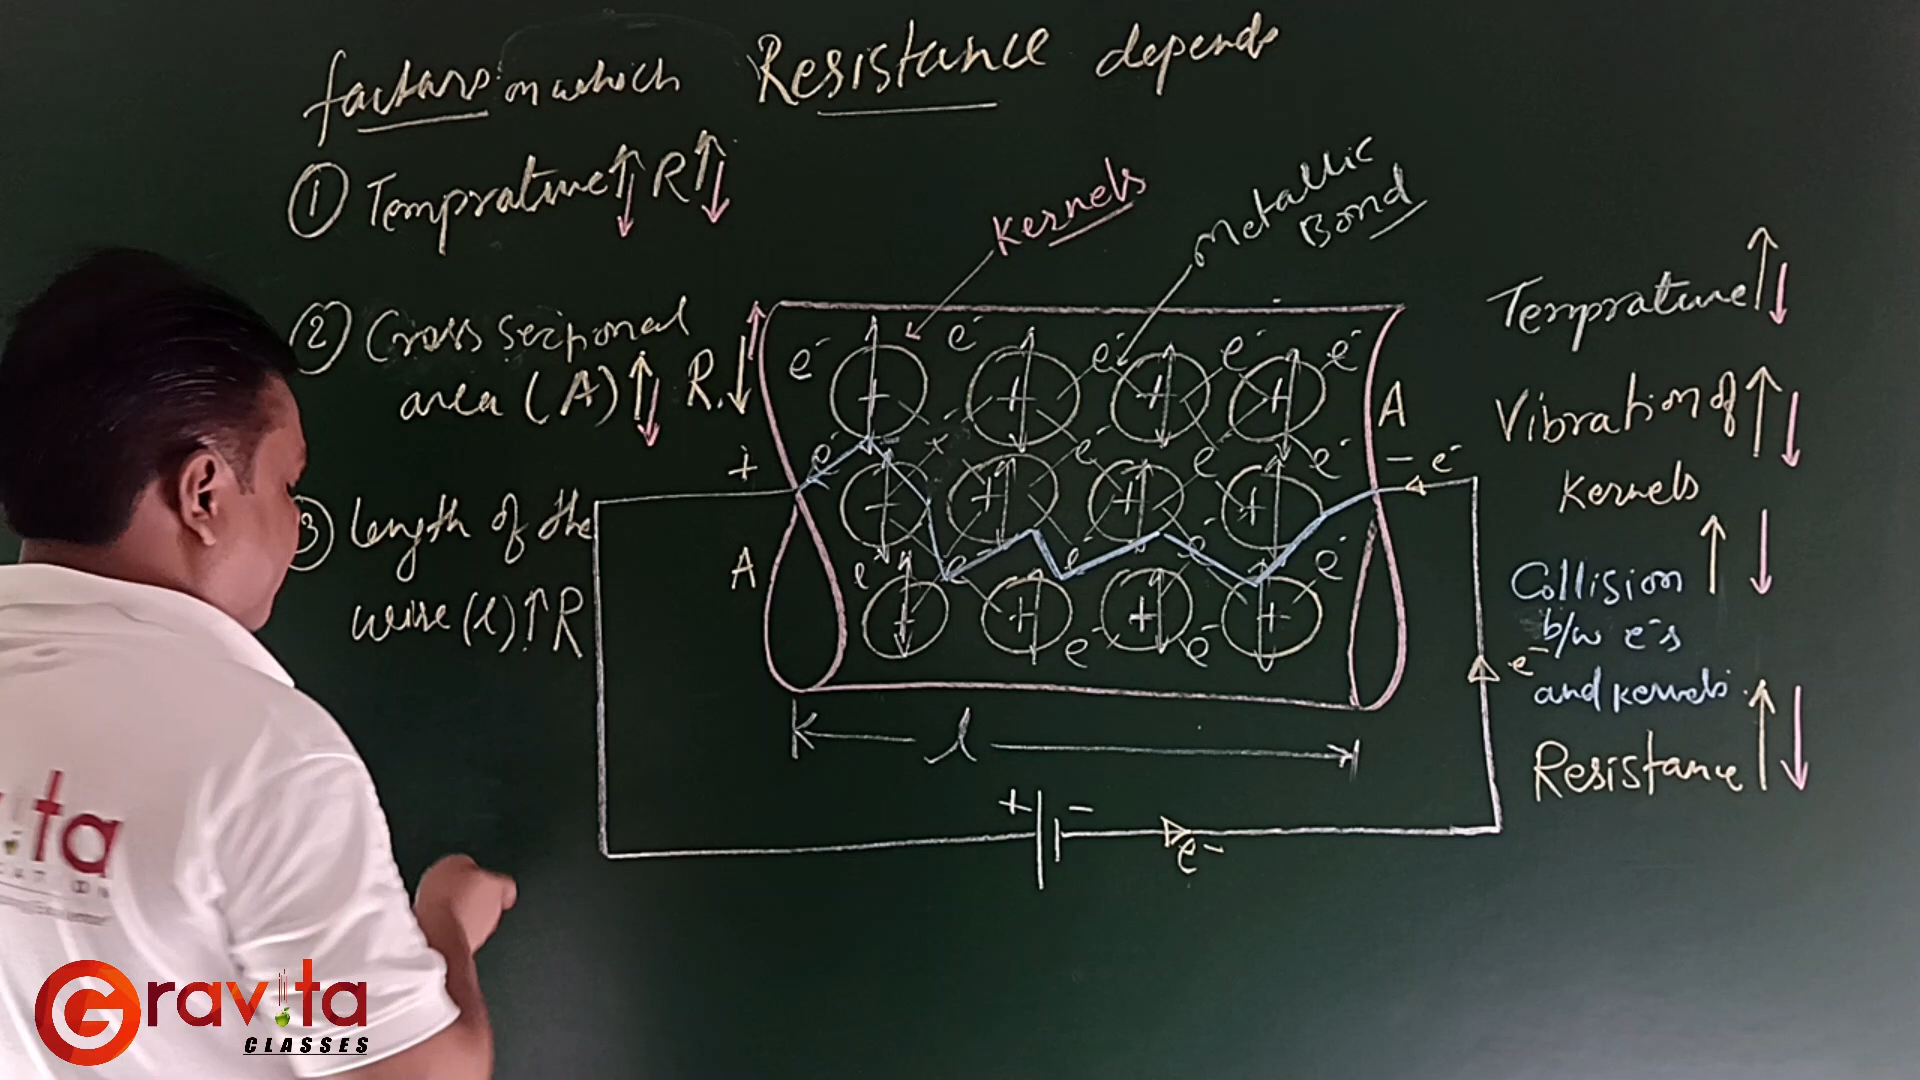 factors on which Resistance depends
① Temprature↑↓ R↑↓
② Cross sectional
area (A)↑↓ R↓↑
③ length of the
wire (l)↑ R
Kernels
Metallic
Bond
e⁻ e⁻ e⁻ e⁻ e⁻
+ + + +
A
+ e⁻ e⁻ e⁻ e⁻ - e⁻
+ + + +
A
e⁻ e⁻ e⁻ e⁻ e⁻
+ + + +
e⁻ e⁻
l
+ -
e⁻
Temprature↑↓
Vibration of ↑↓
Kernels
Collision ↑↓
b/w e⁻s
e⁻
and kernels
Resistance ↑↓
vita
Gravita
CLASSES